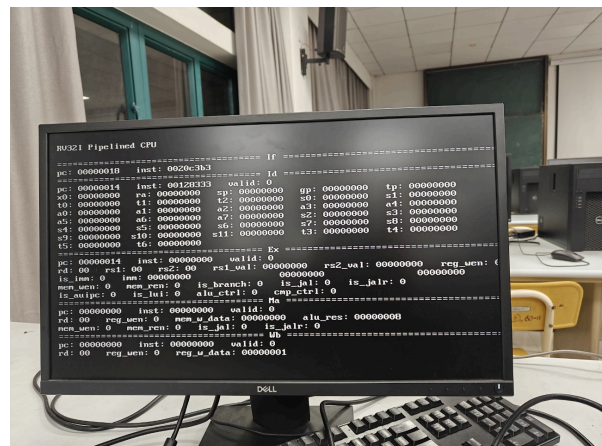 RV32I Pipelined CPU
================================ If ================================
pc: 00000018 inst: 0020c3b3
================================ Id ================================
pc: 00000014 inst: 00128333 valid: 0
x0: 00000000 ra: 00000000 sp: 00000000 gp: 00000000 tp: 00000000
t0: 00000000 t1: 00000000 t2: 00000000 s0: 00000000 s1: 00000000
a0: 00000000 a1: 00000000 a2: 00000000 a3: 00000000 a4: 00000000
a5: 00000000 a6: 00000000 a7: 00000000 s2: 00000000 s3: 00000000
s4: 00000000 s5: 00000000 s6: 00000000 s7: 00000000 s8: 00000000
s9: 00000000 s10: 00000000 s11: 00000000 t3: 00000000 t4: 00000000
t5: 00000000 t6: 00000000
================================ Ex ================================
pc: 00000014 inst: 00000000 valid: 0
rd: 00 rs1: 00 rs2: 00 rs1_val: 00000000 rs2_val: 00000000 reg_wen:
is_imm: 0 imm: 00000000 00000000 00000000
mem_wen: 0 mem_ren: 0 is_branch: 0 is_jal: 0 is_jalr: 0
is_auipc: 0 is_lui: 0 alu_ctrl: 0 cmp_ctrl: 0
================================ Ma ================================
pc: 00000000 inst: 00000000 valid: 0
rd: 00 reg_wen: 0 mem_w_data: 00000000 alu_res: 00000008
mem_wen: 0 mem_ren: 0 is_jal: 0 is_jalr: 0
================================ Wb ================================
pc: 00000000 inst: 00000000 valid: 0
rd: 00 reg_wen: 0 reg_w_data: 00000001
DELL